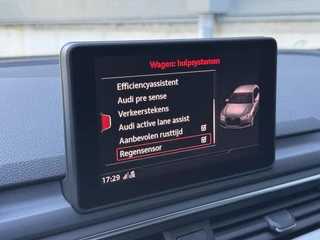 Wagen: hulpsystemen
Efficiencyassistent
Audi pre sense
Verkeerstekens
Audi active lane assist
Aanbevolen rusttijd
Regensensor
17:29